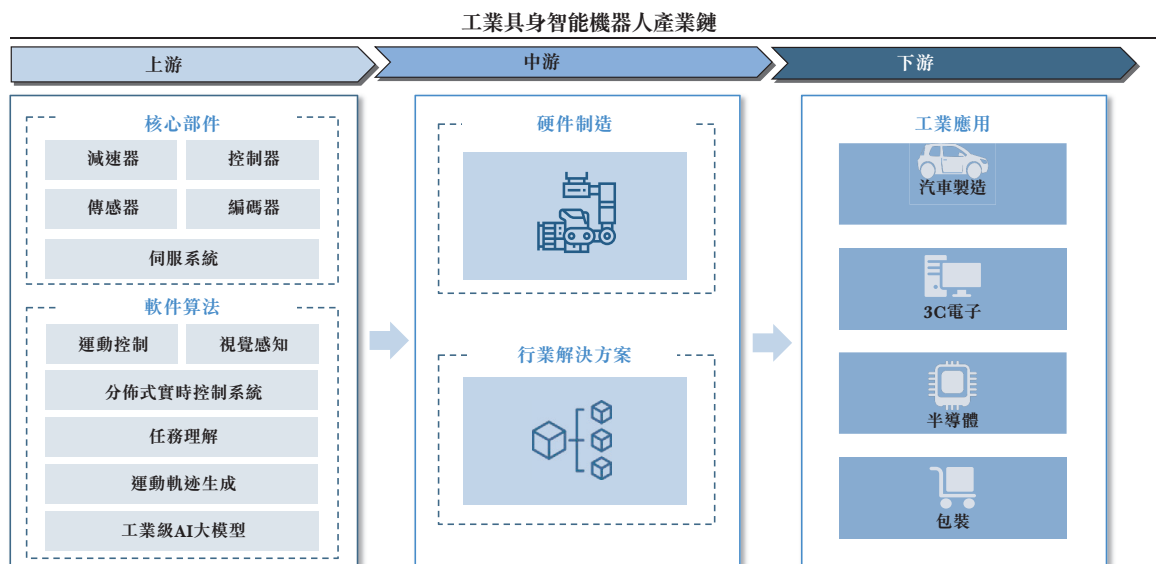 工業具身智能機器人產業鏈
上游
中游
下游
核心部件
減速器
控制器
傳感器
編碼器
伺服系統
軟件算法
運動控制
視覺感知
分佈式實時控制系統
任務理解
運動軌迹生成
工業級AI大模型
硬件制造
行業解決方案
工業應用
汽車製造
3C電子
半導體
包裝